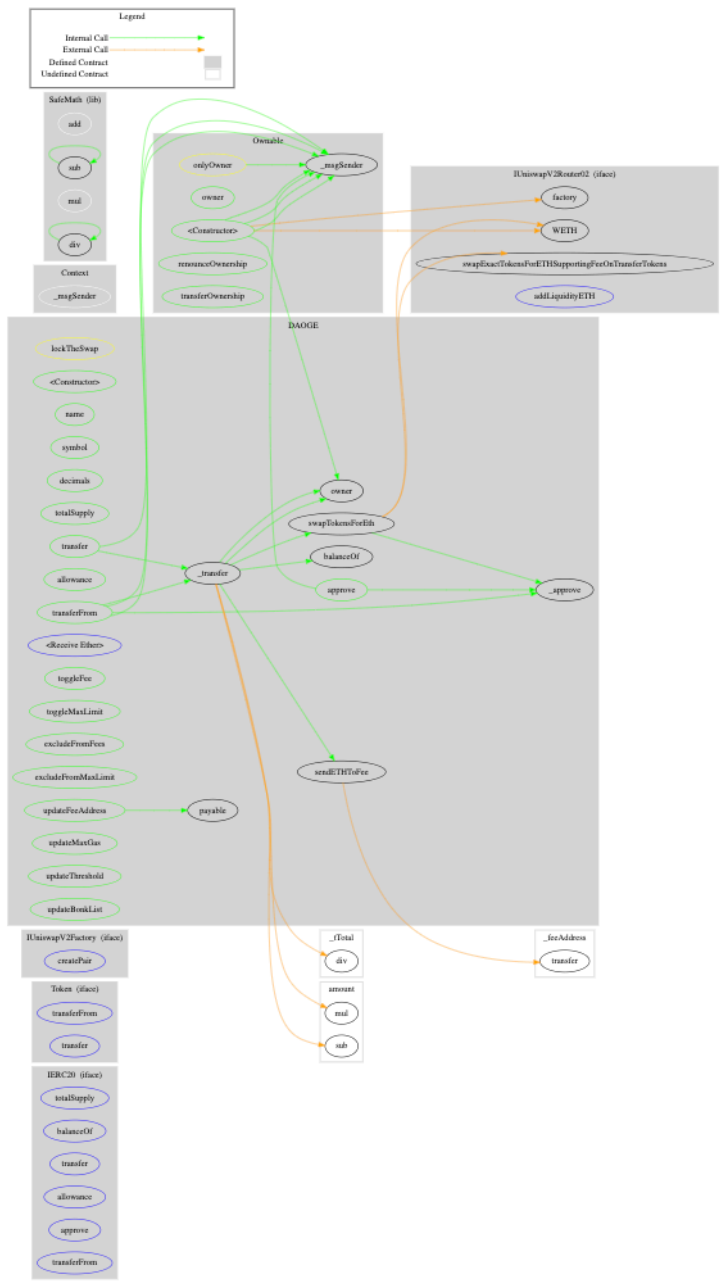 Legend
Internal Call
External Call
Defined Contract
Undefined Contract
SafeMath (lib)
add
sub
mul
div
Context
_msgSender
Ownable
onlyOwner
_msgSender
owner
<Constructor>
renounceOwnership
transferOwnership
IUniswapV2Router02 (iface)
factory
WETH
swapExactTokensForETHSupportingFeeOnTransferTokens
addLiquidityETH
DAOGE
lockTheSwap
<Constructor>
name
symbol
decimals
totalSupply
transfer
allowance
transferFrom
<Receive Ether>
toggleFee
toggleMaxLimit
excludeFromFees
excludeFromMaxLimit
updateFeeAddress
updateMaxGas
updateThreshold
updateBonkList
_transfer
payable
owner
swapTokensForEth
balanceOf
approve
sendETHToFee
_approve
IUniswapV2Factory (iface)
createPair
_tTotal
div
_feeAddress
transfer
Token (iface)
transferFrom
transfer
amount
mul
sub
IERC20 (iface)
totalSupply
balanceOf
transfer
allowance
approve
transferFrom